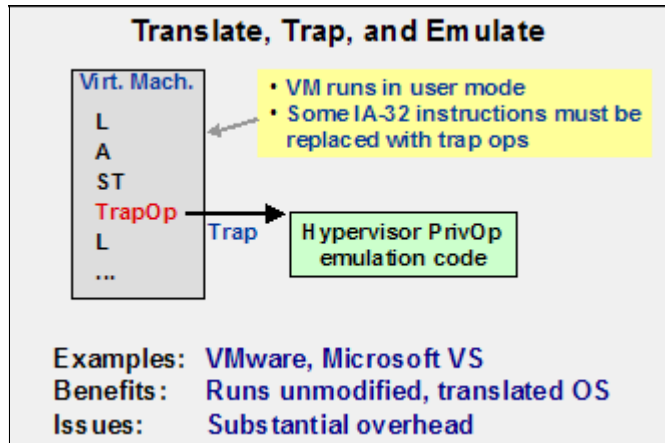 Translate, Trap, and Emulate
Virt. Mach.
L
A
ST
TrapOp
L
...
• VM runs in user mode
• Some IA-32 instructions must be
replaced with trap ops
Trap
Hypervisor PrivOp
emulation code
Examples: VMware, Microsoft VS
Benefits: Runs unmodified, translated OS
Issues: Substantial overhead